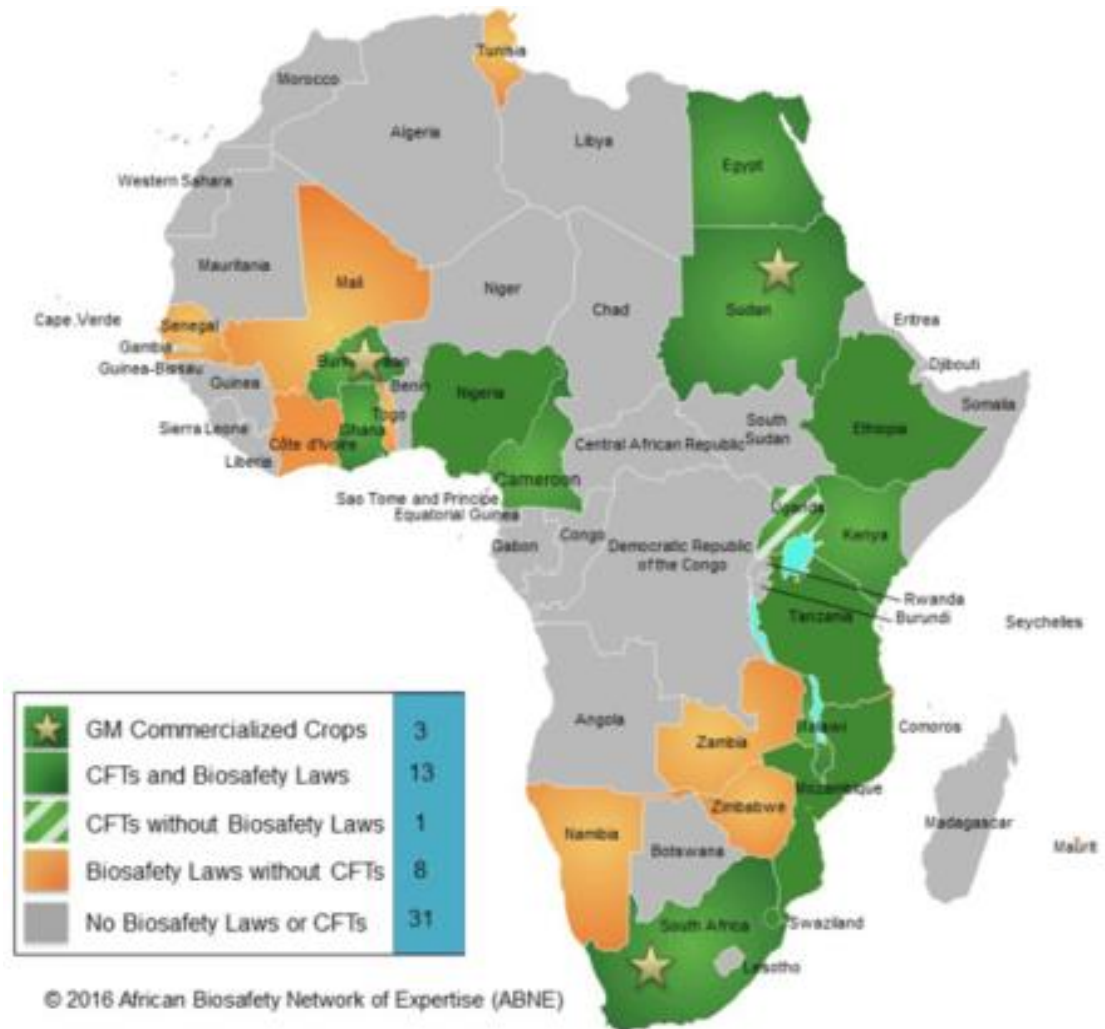 Tunisia
Morocco
Algeria
Libya
Egypt
Western Sahara
Mauritania
Mali
Niger
Chad
Sudan
Cape Verde
Senegal
Gambia
Guinea-Bissau
Guinea
Sierra Leone
Liberia
Côte d'Ivoire
Ghana
Togo
Benin
Nigeria
Cameroon
Central African Republic
South
Sudan
Eritrea
Djibouti
Somalia
Ethiopia
Sao Tome and Principe
Equatorial Guinea
Gabon
Congo
Democratic Republic
of the Congo
Uganda
Kenya
Rwanda
Burundi
Tanzania
Seychelles
Angola
Zambia
Malawi
Comoros
Mozambique
Zimbabwe
Namibia
Botswana
Madagascar
Maurit
South Africa
Swaziland
Lesotho
GM Commercialized Crops 3
CFTs and Biosafety Laws 13
CFTs without Biosafety Laws 1
Biosafety Laws without CFTs 8
No Biosafety Laws or CFTs 31
© 2016 African Biosafety Network of Expertise (ABNE)